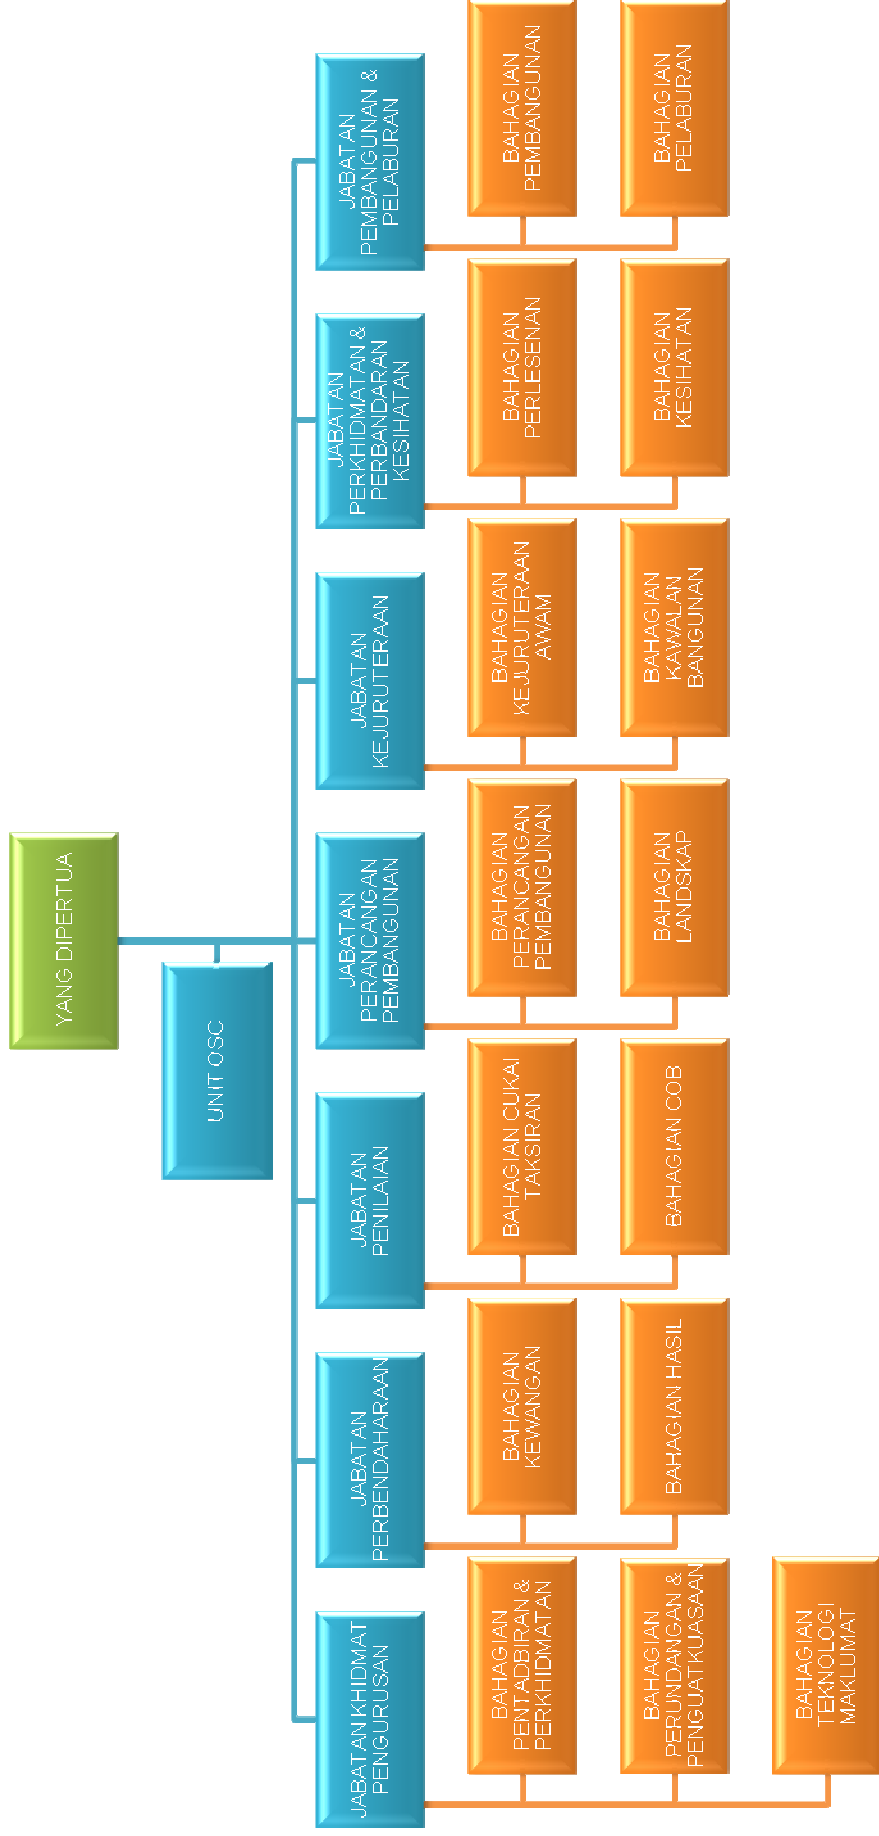 YANG DIPERTUA
UNIT OSC
JABATAN KHIDMAT
PENGURUSAN
BAHAGIAN
PENTADBIRAN &
PERKHIDMATAN
BAHAGIAN
PERUNDANGAN &
PENGUATKUASAAN
BAHAGIAN
TEKNOLOGI
MAKLUMAT
JABATAN
PERBENDAHARAAN
BAHAGIAN
KEWANGAN
BAHAGIAN HASIL
JABATAN
PENILAIAN
BAHAGIAN CUKAI
TAKSIRAN
BAHAGIAN COB
JABATAN
PERANCANGAN
PEMBANGUNAN
BAHAGIAN
PERANCANGAN
PEMBANGUNAN
BAHAGIAN
LANDSKAP
JABATAN
KEJURUTERAAN
BAHAGIAN
KEJURUTERAAN
AWAM
BAHAGIAN
KAWALAN
BANGUNAN
JABATAN
PERKHIDMATAN &
PERBANDARAN
KESIHATAN
BAHAGIAN
PERLESENAN
BAHAGIAN
KESIHATAN
JABATAN
PEMBANGUNAN &
PELABURAN
BAHAGIAN
PEMBANGUNAN
BAHAGIAN
PELABURAN